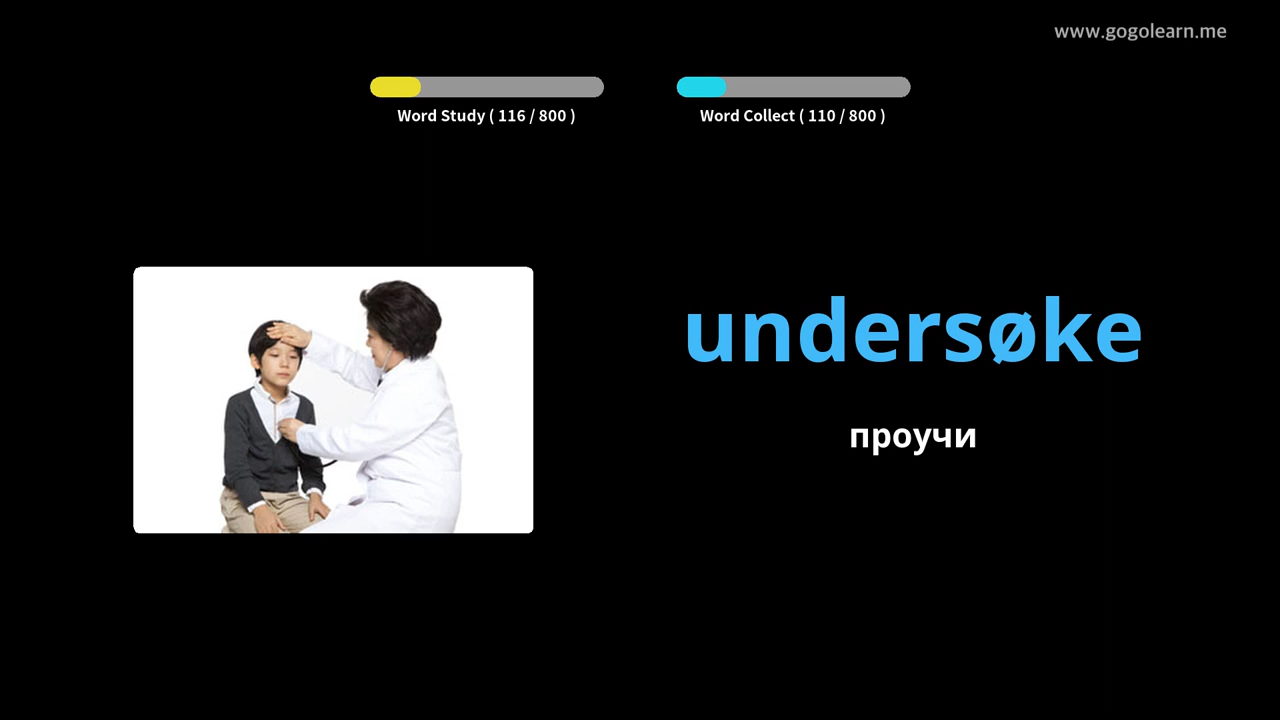 www.gogolearn.me
Word Study ( 116 / 800 )
Word Collect ( 110 / 800 )
undersøke
проучи